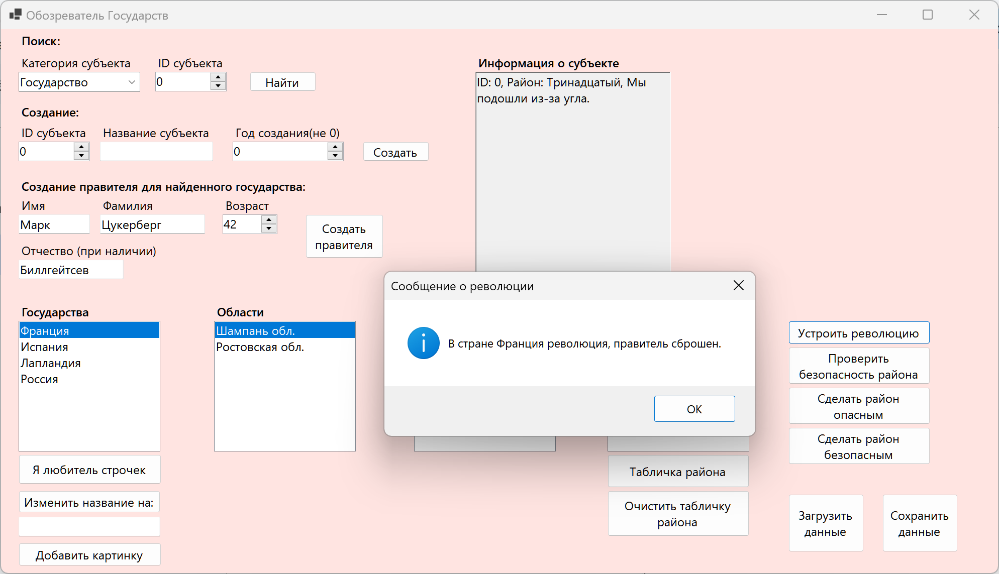 Обозреватель Государств
Поиск:
Категория субъекта
ID субъекта
Государство
0
Найти
Информация о субъекте
ID: 0, Район: Тринадцатый, Мы
подошли из-за угла.
Создание:
ID субъекта
Название субъекта
Год создания(не 0)
0
0
Создать
Создание правителя для найденного государства:
Имя
Фамилия
Возраст
Марк
Цукерберг
42
Создать
правителя
Отчество (при наличии)
Биллгейтсев
Сообщение о революции
В стране Франция революция, правитель сброшен.
OK
Государства
Франция
Испания
Лапландия
Россия
Области
Шампань обл.
Ростовская обл.
Устроить революцию
Проверить
безопасность района
Сделать район
опасным
Сделать район
безопасным
Я любитель строчек
Изменить название на:
Добавить картинку
Табличка района
Очистить табличку
района
Загрузить
данные
Сохранить
данные